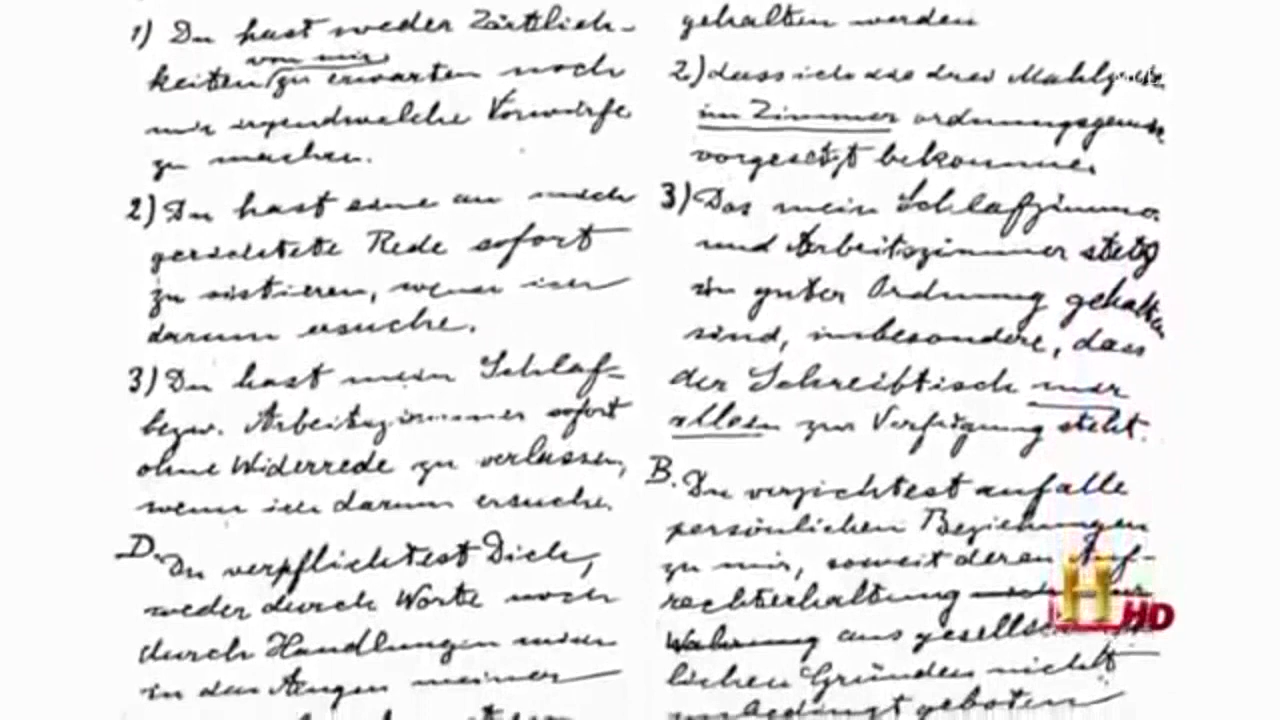 1) Du hast weder Zärtlich-
keiten von mir zu erwarten noch
mir irgendwelche Vorwürfe
zu machen.
2) Du hast eine an mich
gerichtete Rede sofort
zu sistieren, wenn ich
darum ersuche.
3) Du hast mein Schlaf-
bezw. Arbeitszimmer sofort
ohne Widerrede zu verlassen,
wenn ich darum ersuche.
D. Du verpflichtest Dich,
weder durch Worte noch
durch Handlungen mich
in den Augen meiner
gehalten werden
2) dass ich die drei
im Zimmer ordnungsgemäss
vorgesetzt bekomme.
3) Das mein Schlafzimmer
und Arbeitszimmer stets
in guter Ordnung gehalten
sind, insbesondere, dass
der Schreibtisch mir
allein zur Verfügung steht.
B. Du verzichtest auf alle
persönlichen Beziehungen
zu mir, soweit deren Auf-
rechterhaltung
Wahrung aus
lichen Gründen nicht
unbedingt geboten
H HD